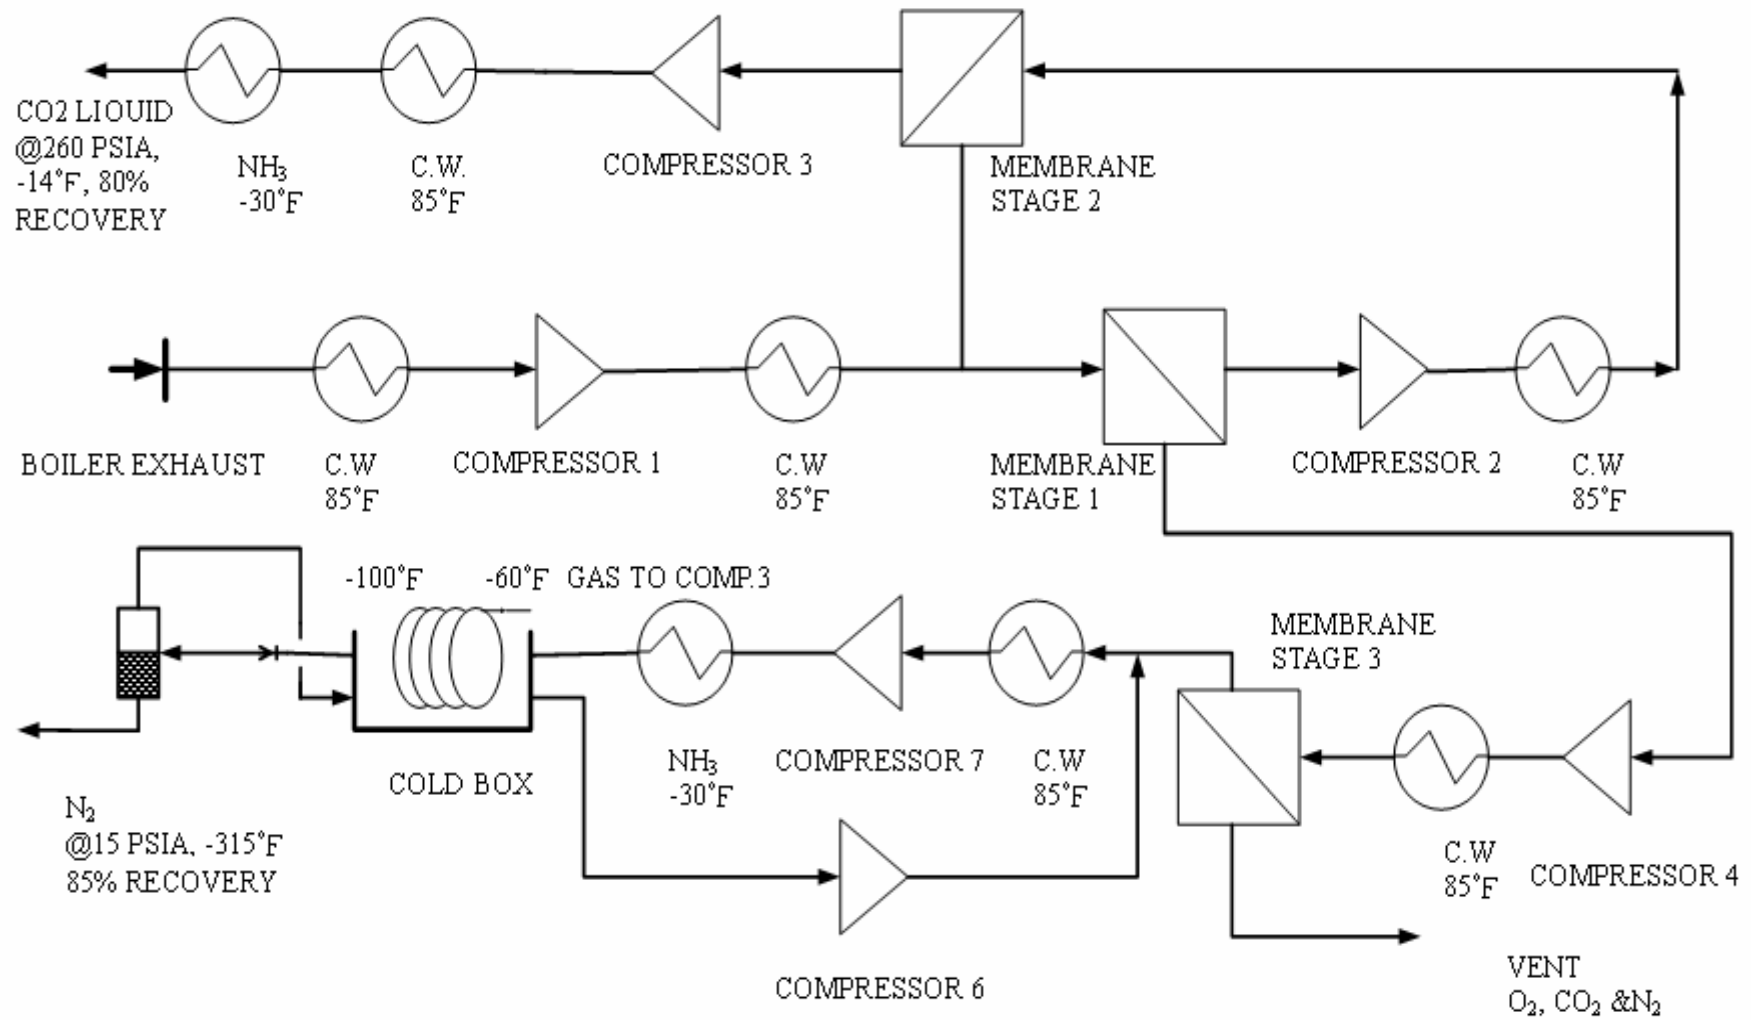 CO2 LIOUID
@260 PSIA,
-14°F, 80%
RECOVERY
NH₃
-30°F
C.W.
85°F
COMPRESSOR 3
MEMBRANE
STAGE 2
BOILER EXHAUST
C.W
85°F
COMPRESSOR 1
C.W
85°F
MEMBRANE
STAGE 1
COMPRESSOR 2
C.W
85°F
-100°F
-60°F
GAS TO COMP.3
MEMBRANE
STAGE 3
COLD BOX
NH₃
-30°F
COMPRESSOR 7
C.W
85°F
N₂
@15 PSIA, -315°F
85% RECOVERY
C.W
85°F
COMPRESSOR 4
COMPRESSOR 6
VENT
O₂, CO₂ &N₂